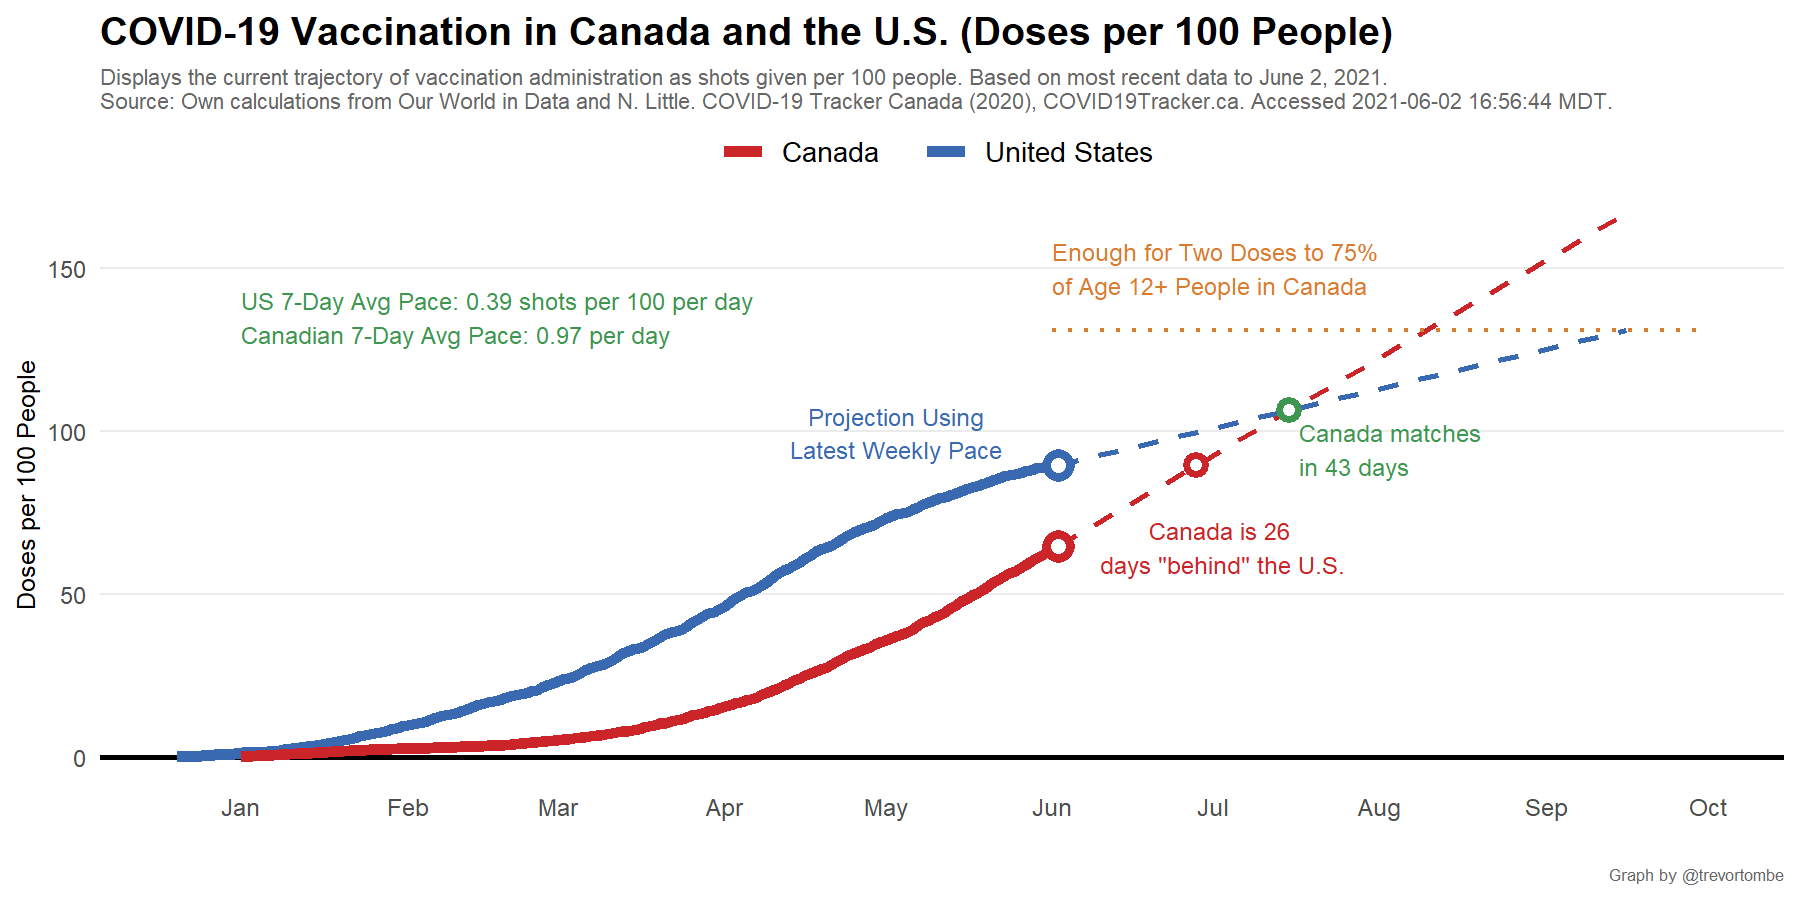 COVID-19 Vaccination in Canada and the U.S. (Doses per 100 People)
Displays the current trajectory of vaccination administration as shots given per 100 people. Based on most recent data to June 2, 2021.
Source: Own calculations from Our World in Data and N. Little. COVID-19 Tracker Canada (2020), COVID19Tracker.ca. Accessed 2021-06-02 16:56:44 MDT.
Canada
United States
Doses per 100 People
150
100
50
0
US 7-Day Avg Pace: 0.39 shots per 100 per day
Canadian 7-Day Avg Pace: 0.97 per day
Enough for Two Doses to 75%
of Age 12+ People in Canada
Projection Using
Latest Weekly Pace
Canada matches
in 43 days
Canada is 26
days "behind" the U.S.
Jan
Feb
Mar
Apr
May
Jun
Jul
Aug
Sep
Oct
Graph by @trevortombe